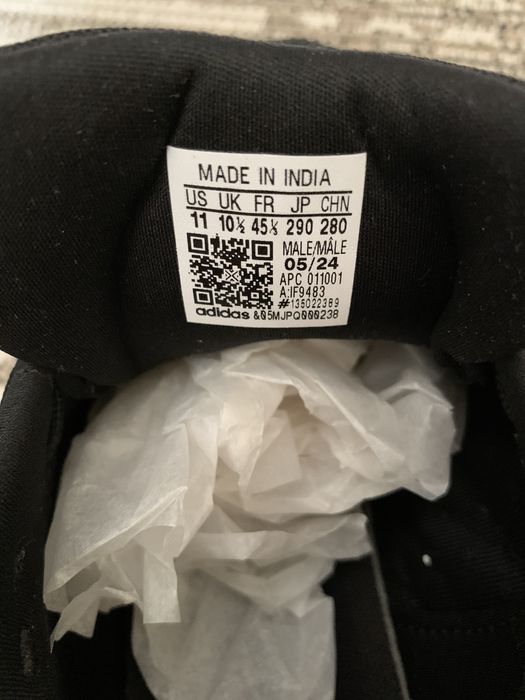 MADE IN INDIA
US UK FR JP CHN
11 10½ 45⅓ 290 280
MALE/MÂLE
05/24
APC 011001
A:IF9483
#135022389
adidas &05MJPQ000238